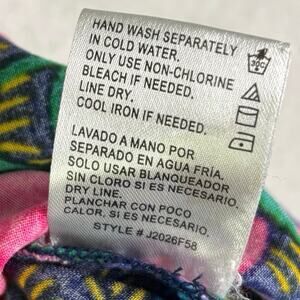 HAND WASH SEPARATELY
IN COLD WATER.
ONLY USE NON-CHLORINE
BLEACH IF NEEDED.
LINE DRY.
COOL IRON IF NEEDED.
LAVADO A MANO POR
SEPARADO EN AGUA FRÍA.
SOLO USAR BLANQUEADOR
SIN CLORO SI ES NECESARIO.
DRY LINE.
PLANCHAR CON POCO
CALOR. SI ES NECESARIO.
STYLE # J2026F58